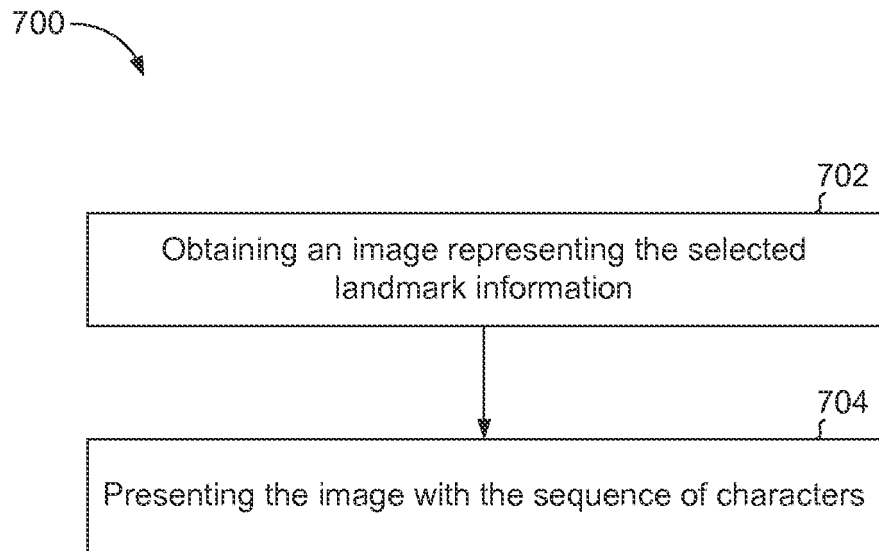 700
702
Obtaining an image representing the selected
landmark information
704
Presenting the image with the sequence of characters